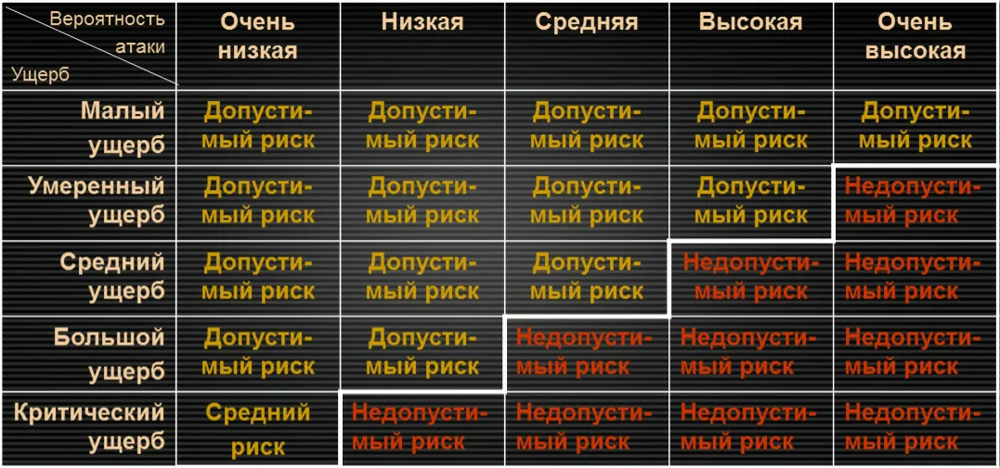 Вероятность
атаки
Ущерб
Очень
низкая
Низкая
Средняя
Высокая
Очень
высокая
Малый
ущерб
Допусти-
мый риск
Допусти-
мый риск
Допусти-
мый риск
Допусти-
мый риск
Допусти-
мый риск
Умеренный
ущерб
Допусти-
мый риск
Допусти-
мый риск
Допусти-
мый риск
Допусти-
мый риск
Недопусти-
мый риск
Средний
ущерб
Допусти-
мый риск
Допусти-
мый риск
Допусти-
мый риск
Недопусти-
мый риск
Недопусти-
мый риск
Большой
ущерб
Допусти-
мый риск
Допусти-
мый риск
Недопусти-
мый риск
Недопусти-
мый риск
Недопусти-
мый риск
Критический
ущерб
Средний
риск
Недопусти-
мый риск
Недопусти-
мый риск
Недопусти-
мый риск
Недопусти-
мый риск